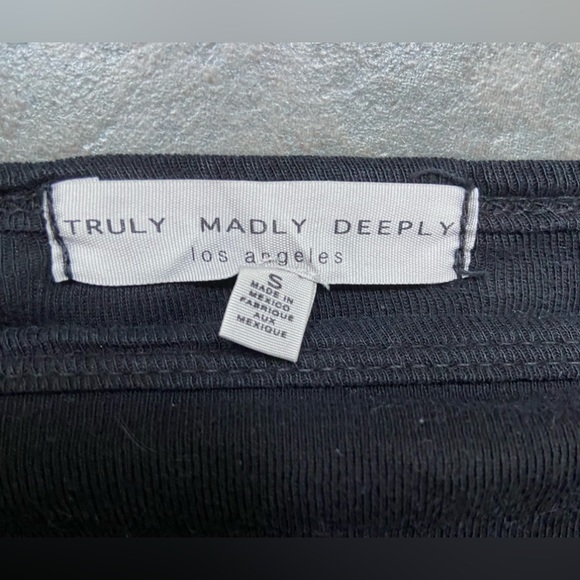 TRULY MADLY DEEPLY
los angeles
S
MADE IN
MEXICO
FABRIQUE
AUX
MEXIQUE